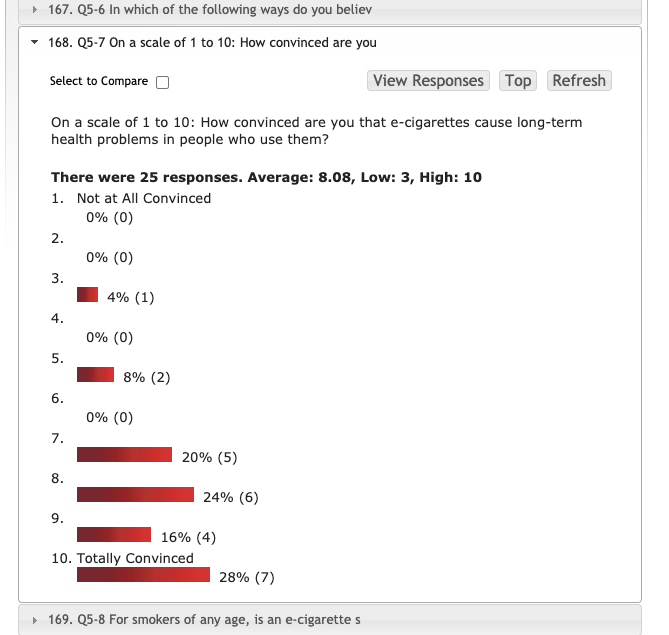 167. Q5-6 In which of the following ways do you believ
168. Q5-7 On a scale of 1 to 10: How convinced are you
Select to Compare
View Responses Top Refresh
On a scale of 1 to 10: How convinced are you that e-cigarettes cause long-term
health problems in people who use them?
There were 25 responses. Average: 8.08, Low: 3, High: 10
1. Not at All Convinced
0% (0)
2.
0% (0)
3.
4% (1)
4.
0% (0)
5.
8% (2)
6.
0% (0)
7.
20% (5)
8.
24% (6)
9.
16% (4)
10. Totally Convinced
28% (7)
169. Q5-8 For smokers of any age, is an e-cigarette s